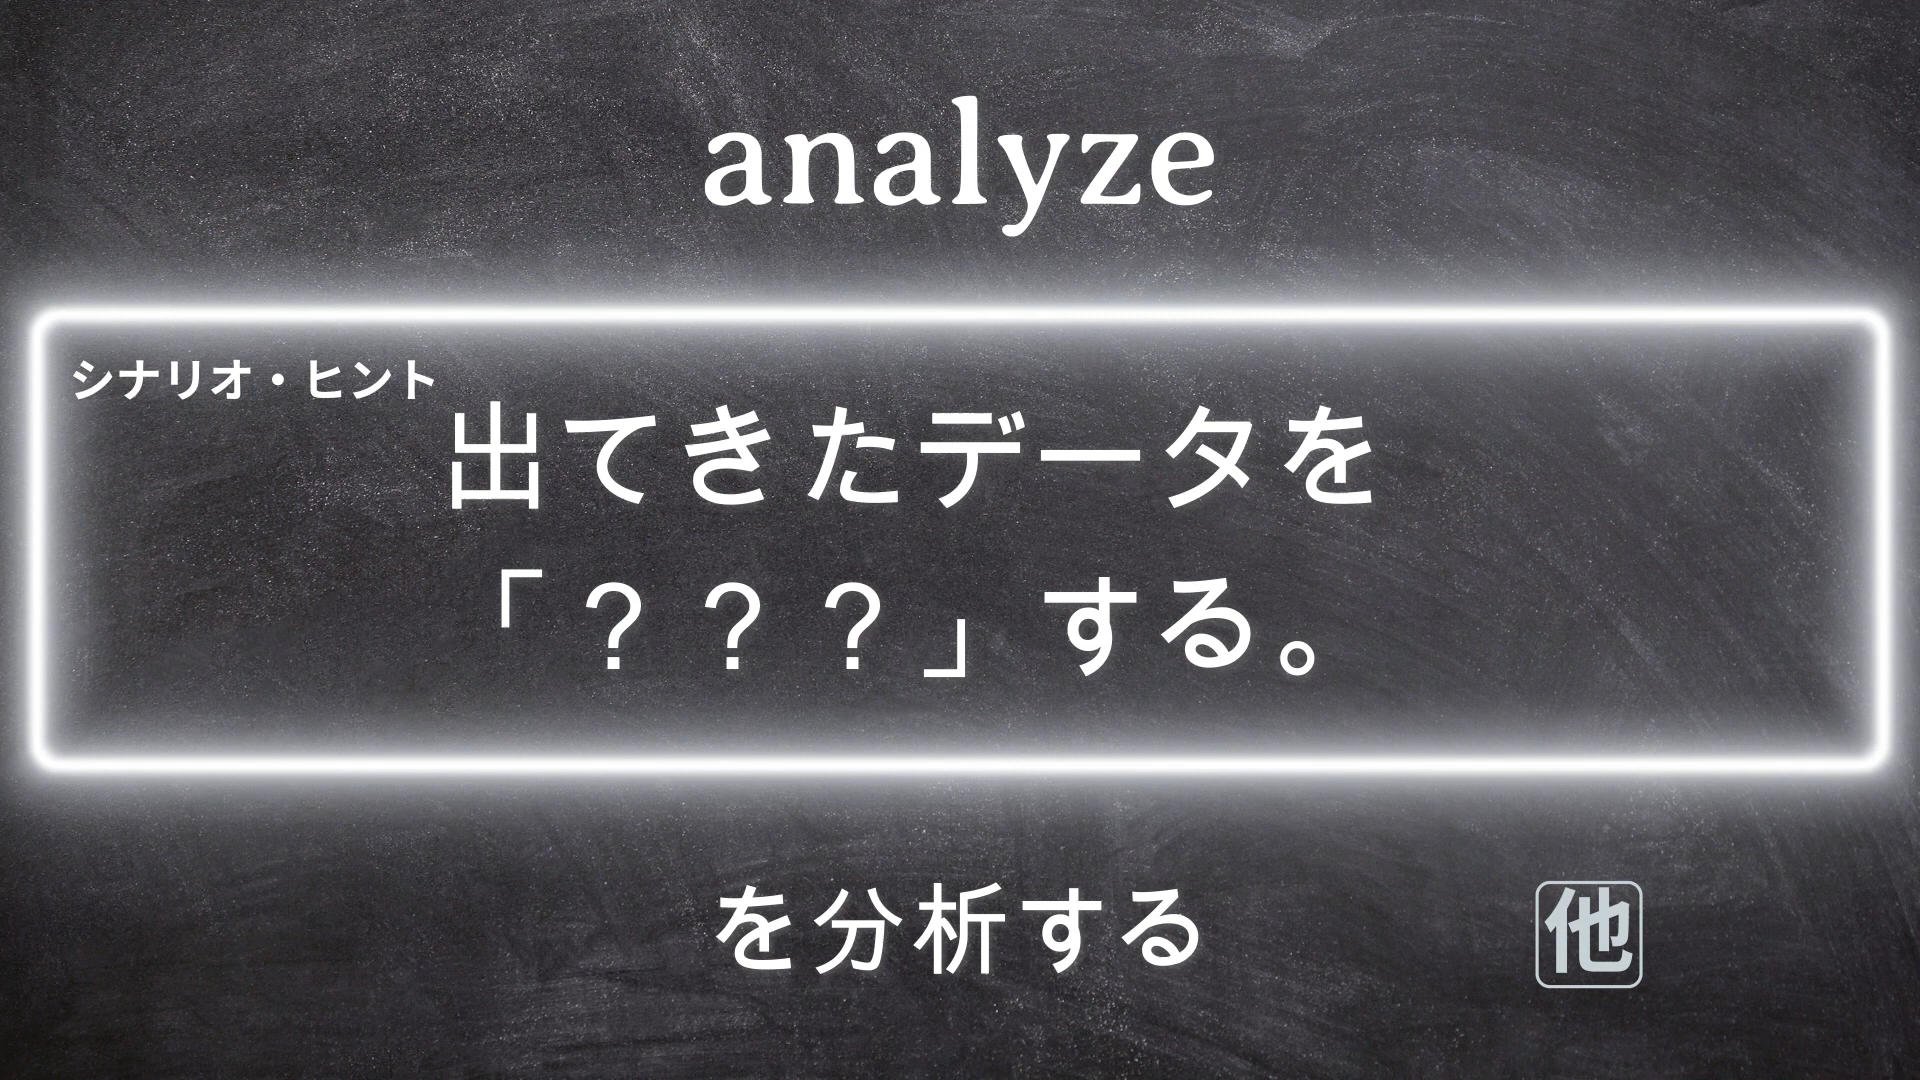 analyze
シナリオ・ヒント
出てきたデータを
「？？？」する。
を分析する
他